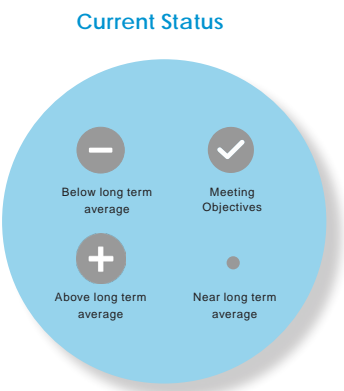 Current Status
Below long term
average
Meeting
Objectives
Above long term
average
Near long term
average